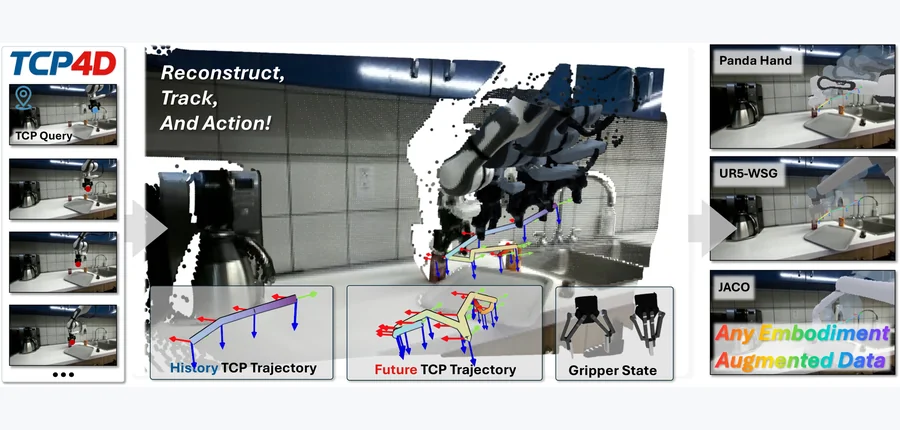 TCP4D
TCP Query
Reconstruct,
Track,
And Action!
History TCP Trajectory
Future TCP Trajectory
Gripper State
Panda Hand
UR5-WSG
JACO
Any Embodiment
Augmented Data